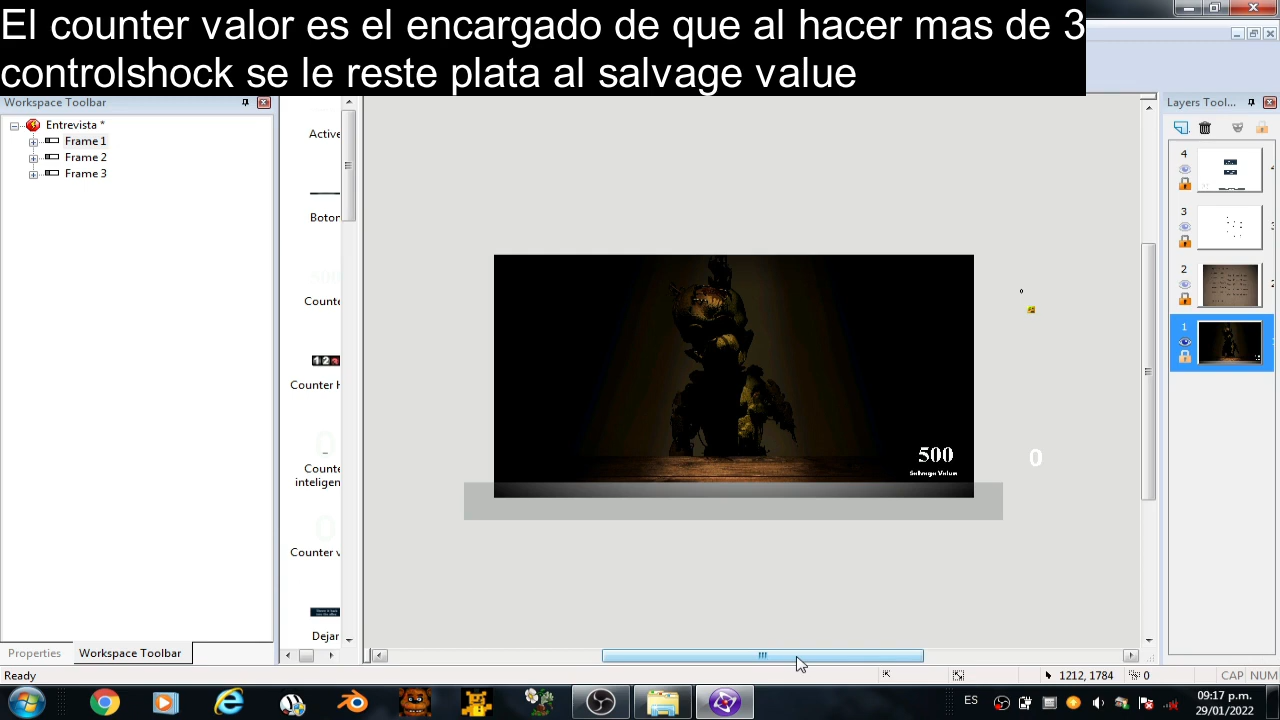 El counter valor es el encargado de que al hacer mas de 3
controlshock se le reste plata al salvage value
Workspace Toolbar
Layers Tool...
Entrevista *
Frame 1
Frame 2
Frame 3
Active
Boton
Counte
Counter
Counte
inteligen
Counter v
Dejar
500
Salvage Value
0
4
3
2
1
Properties
Workspace Toolbar
Ready
1212, 1784
0
CAP
NUM
ES
09:17 p.m.
29/01/2022